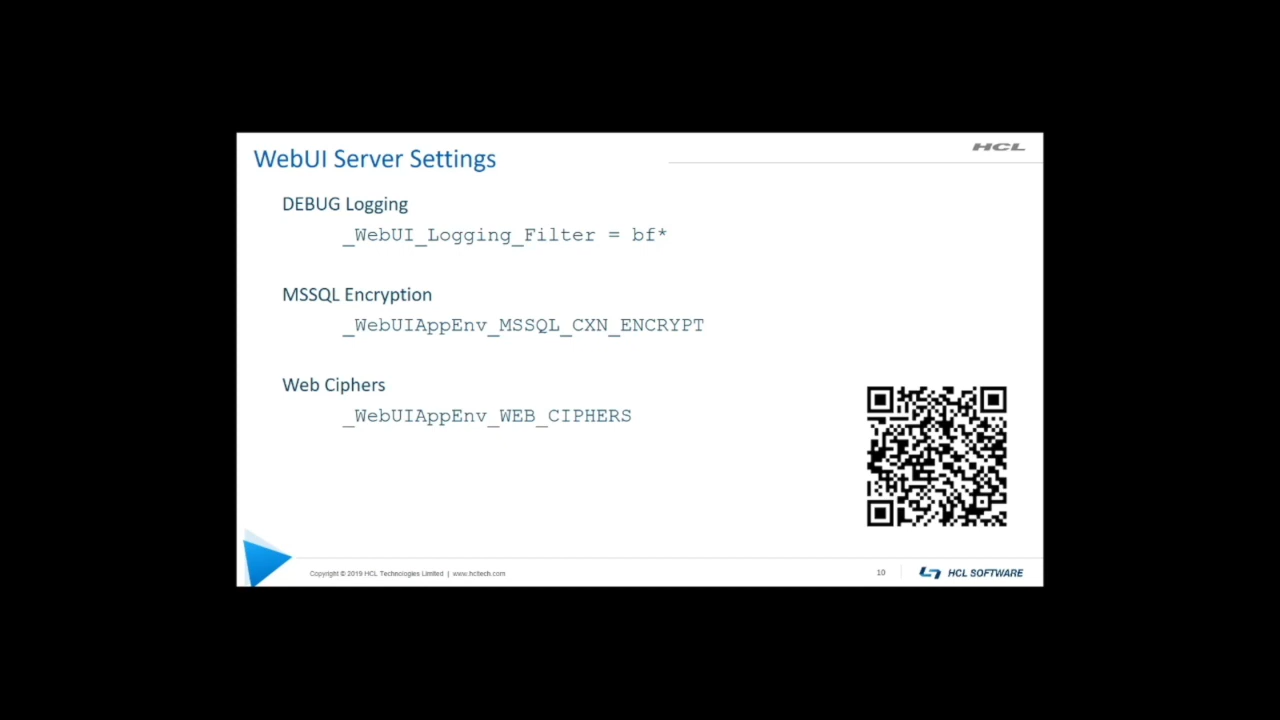 WebUI Server Settings
HCL
DEBUG Logging
_WebUI_Logging_Filter = bf*
MSSQL Encryption
_WebUIAppEnv_MSSQL_CXN_ENCRYPT
Web Ciphers
_WebUIAppEnv_WEB_CIPHERS
Copyright © 2019 HCL Technologies Limited | www.hcltech.com
10
HCL SOFTWARE